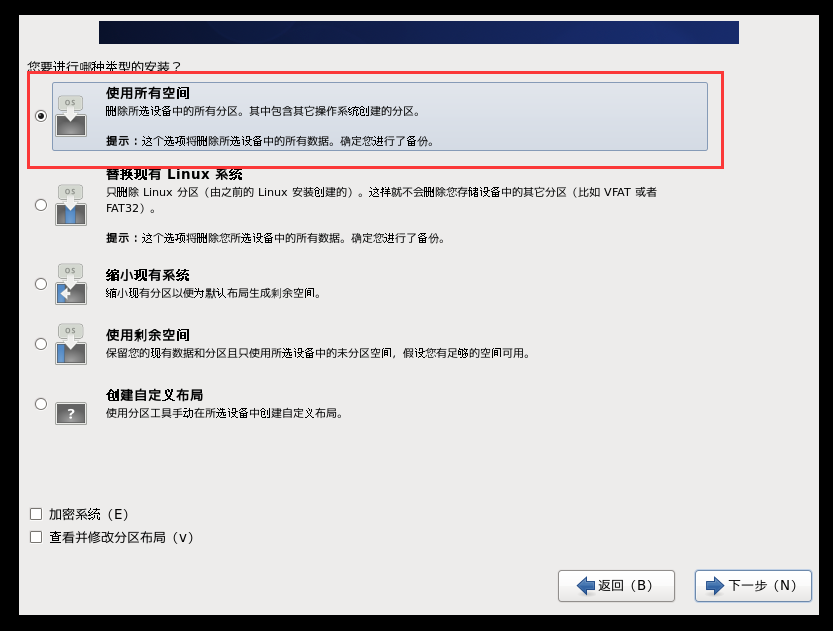 您要进行哪种类型的安装？
OS
使用所有空间
删除所选设备中的所有分区。其中包含其它操作系统创建的分区。
提示：这个选项将删除所选设备中的所有数据。确定您进行了备份。
替换现有 Linux 系统
OS
只删除 Linux 分区（由之前的 Linux 安装创建的）。这样就不会删除您存储设备中的其它分区（比如 VFAT 或者
FAT32）。
提示：这个选项将删除您所选设备中的所有数据。确定您进行了备份。
OS
缩小现有系统
缩小现有分区以便为默认布局生成剩余空间。
OS
使用剩余空间
保留您的现有数据和分区且只使用所选设备中的未分区空间，假设您有足够的空间可用。
创建自定义布局
?
使用分区工具手动在所选设备中创建自定义布局。
加密系统（E）
查看并修改分区布局（v）
返回（B）
下一步（N）